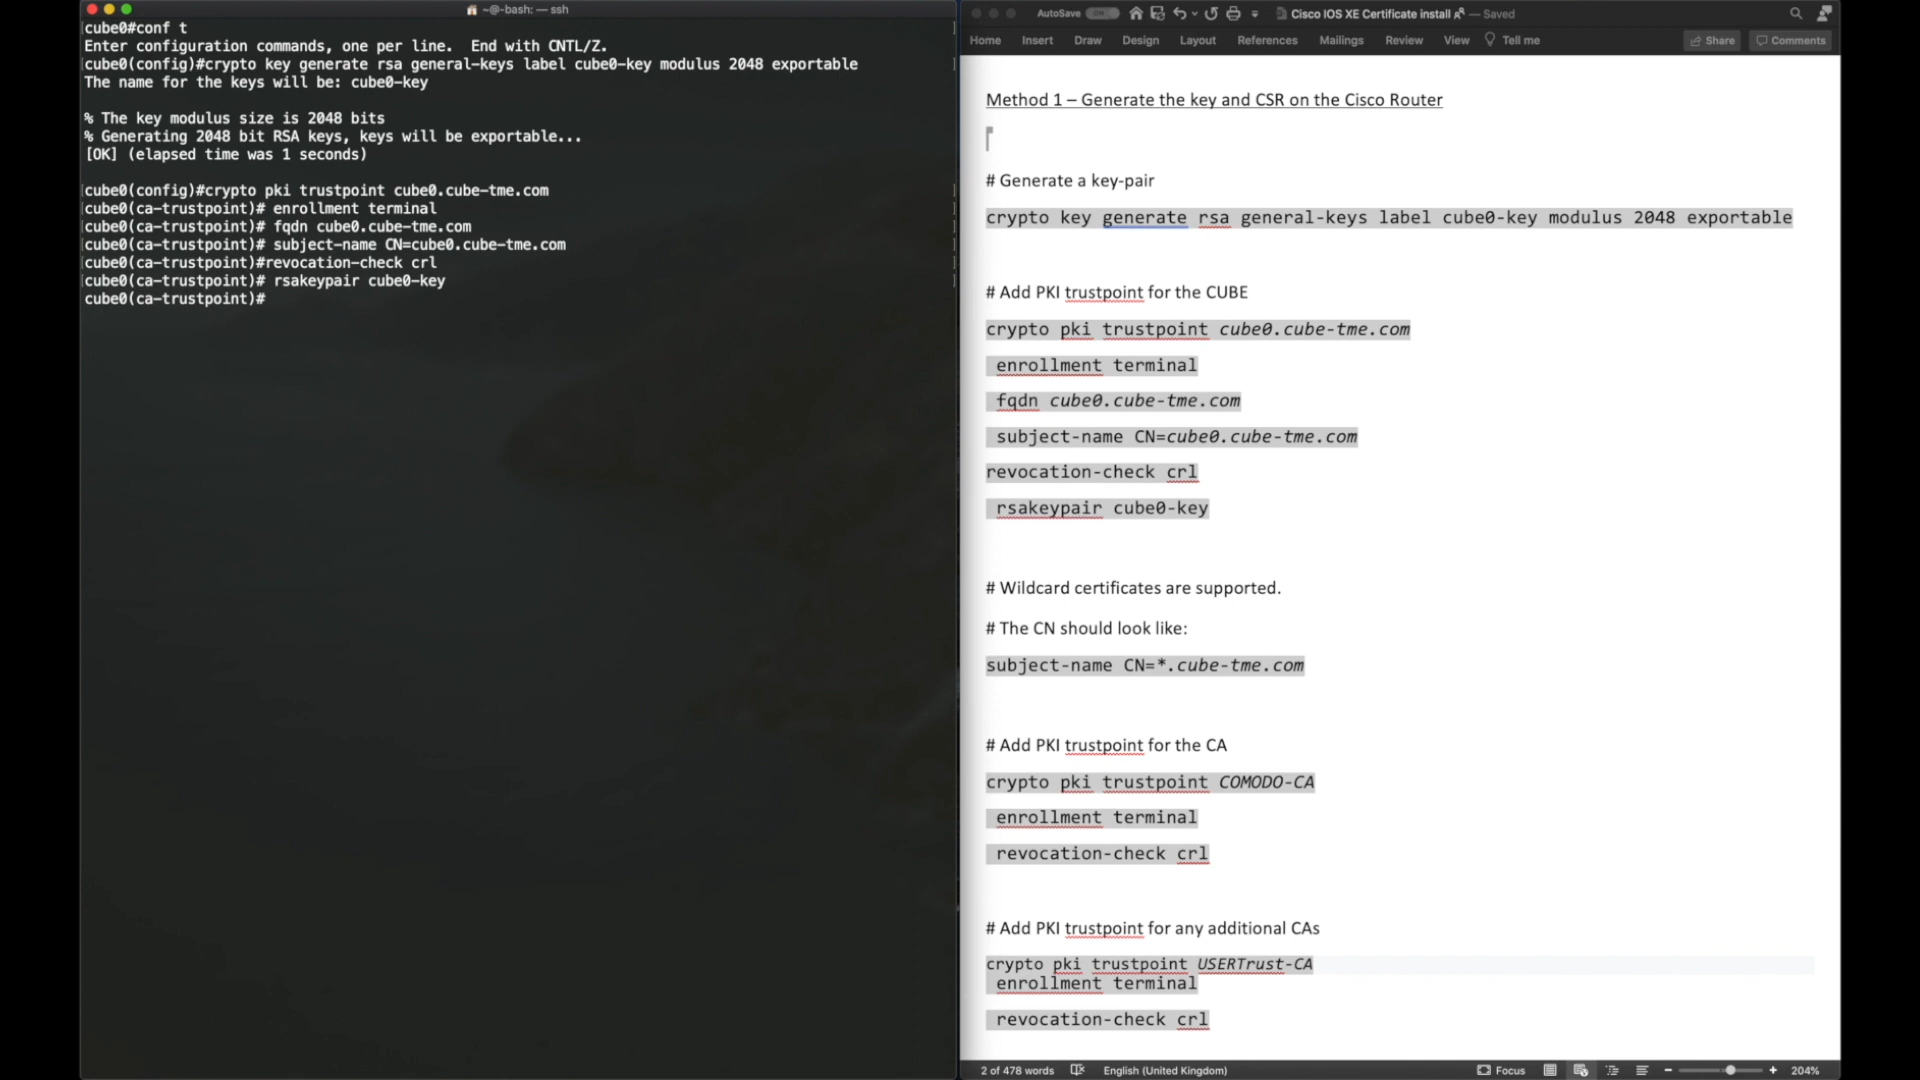 ~@-bash: — ssh
cube0#conf t
Enter configuration commands, one per line.  End with CNTL/Z.
cube0(config)#crypto key generate rsa general-keys label cube0-key modulus 2048 exportable
The name for the keys will be: cube0-key
% The key modulus size is 2048 bits
% Generating 2048 bit RSA keys, keys will be exportable...
[OK] (elapsed time was 1 seconds)
cube0(config)#crypto pki trustpoint cube0.cube-tme.com
cube0(ca-trustpoint)# enrollment terminal
cube0(ca-trustpoint)# fqdn cube0.cube-tme.com
cube0(ca-trustpoint)# subject-name CN=cube0.cube-tme.com
cube0(ca-trustpoint)#revocation-check crl
cube0(ca-trustpoint)# rsakeypair cube0-key
cube0(ca-trustpoint)#
AutoSave
Cisco IOS XE Certificate install — Saved
Home Insert Draw Design Layout References Mailings Review View Tell me Share Comments
Method 1 – Generate the key and CSR on the Cisco Router
# Generate a key-pair
crypto key generate rsa general-keys label cube0-key modulus 2048 exportable
# Add PKI trustpoint for the CUBE
crypto pki trustpoint cube0.cube-tme.com
enrollment terminal
fqdn cube0.cube-tme.com
subject-name CN=cube0.cube-tme.com
revocation-check crl
rsakeypair cube0-key
# Wildcard certificates are supported.
# The CN should look like:
subject-name CN=*.cube-tme.com
# Add PKI trustpoint for the CA
crypto pki trustpoint COMODO-CA
enrollment terminal
revocation-check crl
# Add PKI trustpoint for any additional CAs
crypto pki trustpoint USERTrust-CA
enrollment terminal
revocation-check crl
2 of 478 words English (United Kingdom) Focus 204%